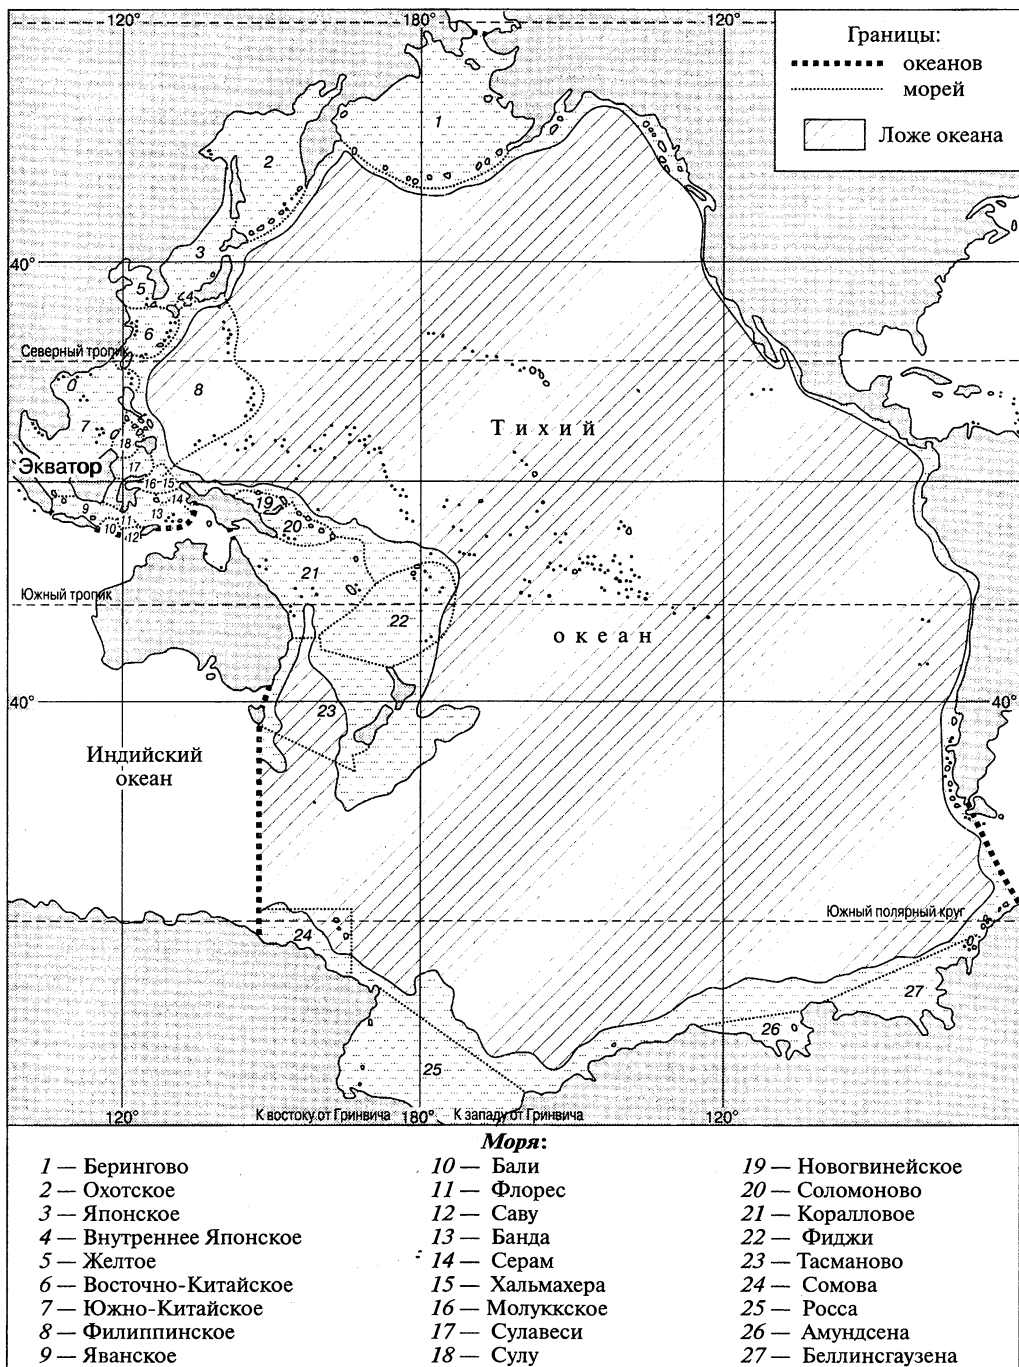 120°
180°
120°
Границы:
океанов
морей
Ложе океана
1
2
3
40°
5
4
6
Северный тропик
8
7
Тихий
18
17
Экватор
16
15
14
19
9
13
20
11
10
12
21
Южный тропик
22
океан
40°
23
40°
Индийский
океан
Южный полярный круг
24
27
26
25
120°
К востоку от Гринвича
180°
К западу от Гринвича
120°
Моря:
1 — Берингово
2 — Охотское
3 — Японское
4 — Внутреннее Японское
5 — Желтое
6 — Восточно-Китайское
7 — Южно-Китайское
8 — Филиппинское
9 — Яванское
10 — Бали
11 — Флорес
12 — Саву
13 — Банда
14 — Серам
15 — Хальмахера
16 — Молуккское
17 — Сулавеси
18 — Сулу
19 — Новогвинейское
20 — Соломоново
21 — Коралловое
22 — Фиджи
23 — Тасманово
24 — Сомова
25 — Росса
26 — Амундсена
27 — Беллинсгаузена